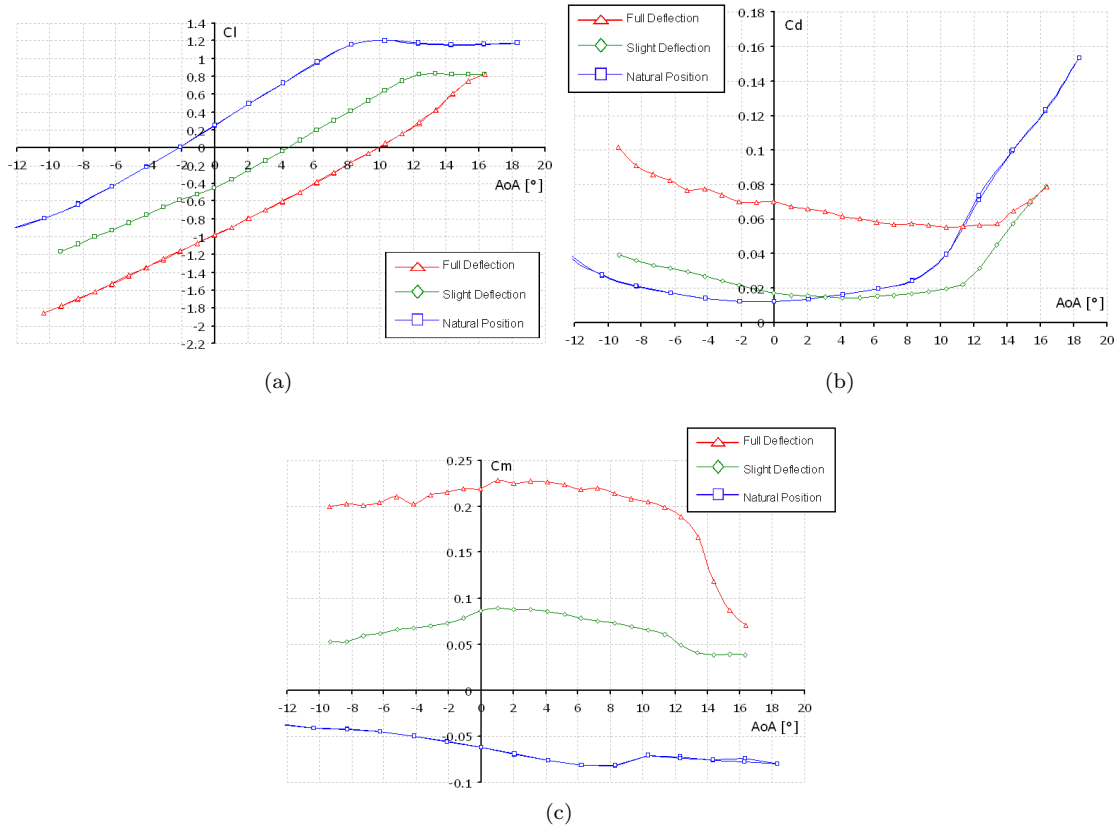 Cl
1.4
1.2
1
0.8
0.6
0.4
0.2
0
-0.2
-0.4
-0.6
-0.8
-1
-1.2
-1.4
-1.6
-1.8
-2
-2.2
-12 -10 -8 -6 -4 -2 0 2 4 6 8 10 12 14 16 18 20
AoA [°]
Full Deflection
Slight Deflection
Natural Position
(a)
Full Deflection
Slight Deflection
Natural Position
Cd
0.18
0.16
0.14
0.12
0.1
0.08
0.06
0.04
0.02
0
AoA [°]
-12 -10 -8 -6 -4 -2 0 2 4 6 8 10 12 14 16 18 20
(b)
Full Deflection
Slight Deflection
Natural Position
Cm
0.25
0.2
0.15
0.1
0.05
0
-12 -10 -8 -6 -4 -2 0 2 4 6 8 10 12 14 16 18 20
AoA [°]
-0.05
-0.1
(c)